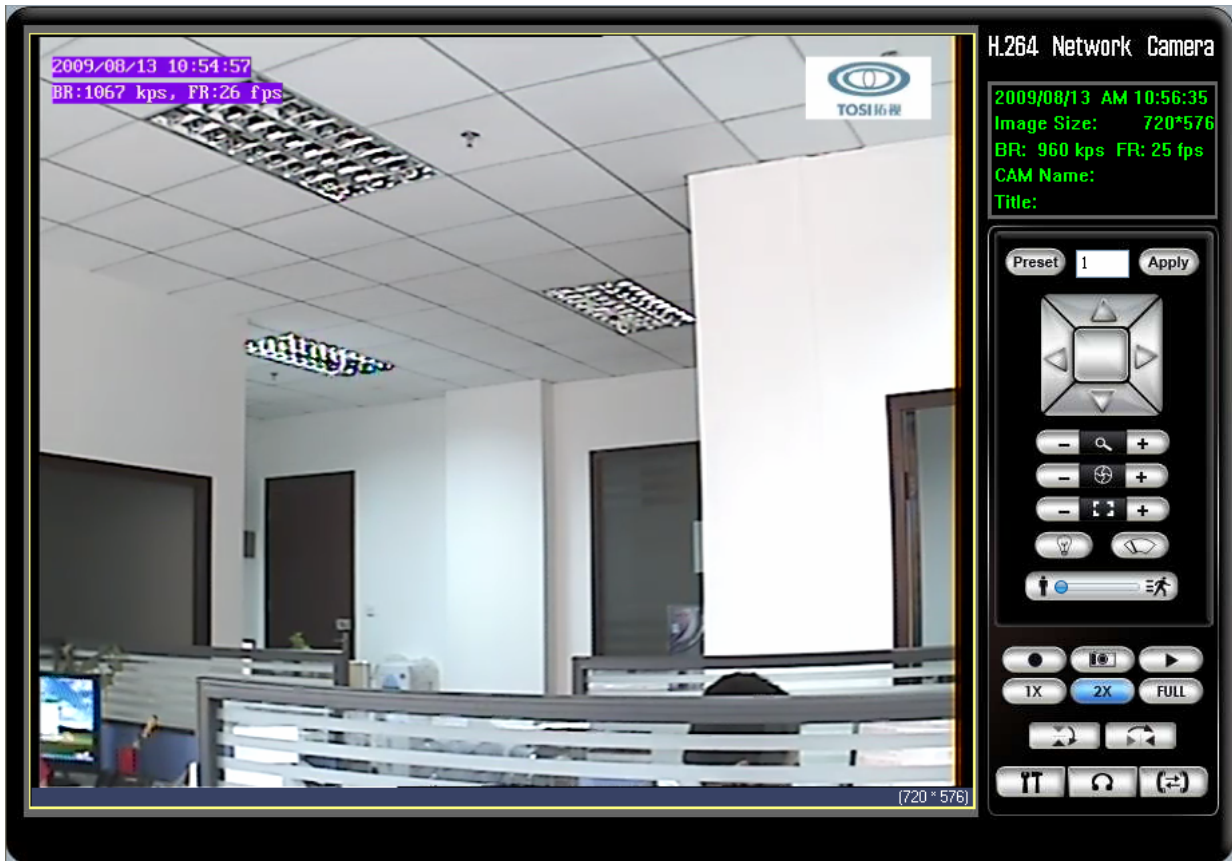 2009/08/13 10:54:57
BR:1067 kps, FR:26 fps
TOSI拓视
(720 * 576)
H.264 Network Camera
2009/08/13 AM 10:56:35
Image Size: 720*576
BR: 960 kps FR: 25 fps
CAM Name:
Title:
Preset 1 Apply
1X 2X FULL